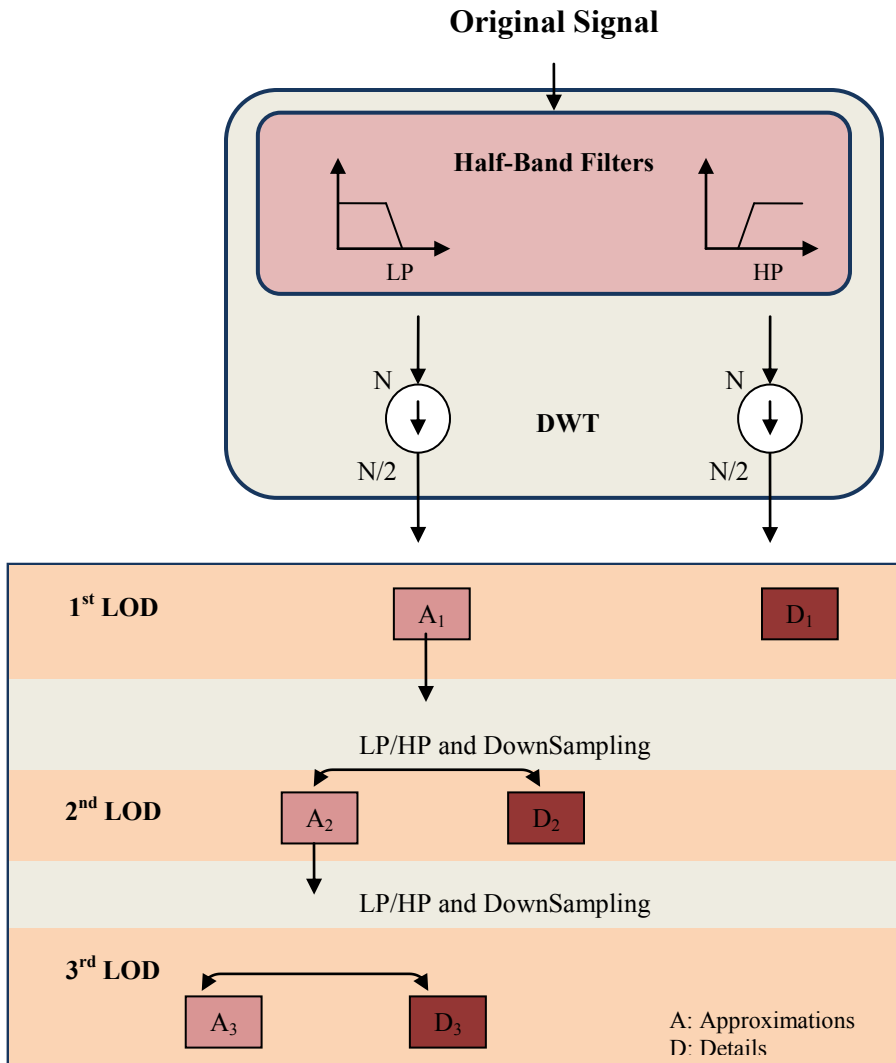 Original Signal
Half-Band Filters
LP
HP
N
N
DWT
N/2
N/2
1st LOD
A1
D1
LP/HP and DownSampling
2nd LOD
A2
D2
LP/HP and DownSampling
3rd LOD
A3
D3
A: Approximations
D: Details